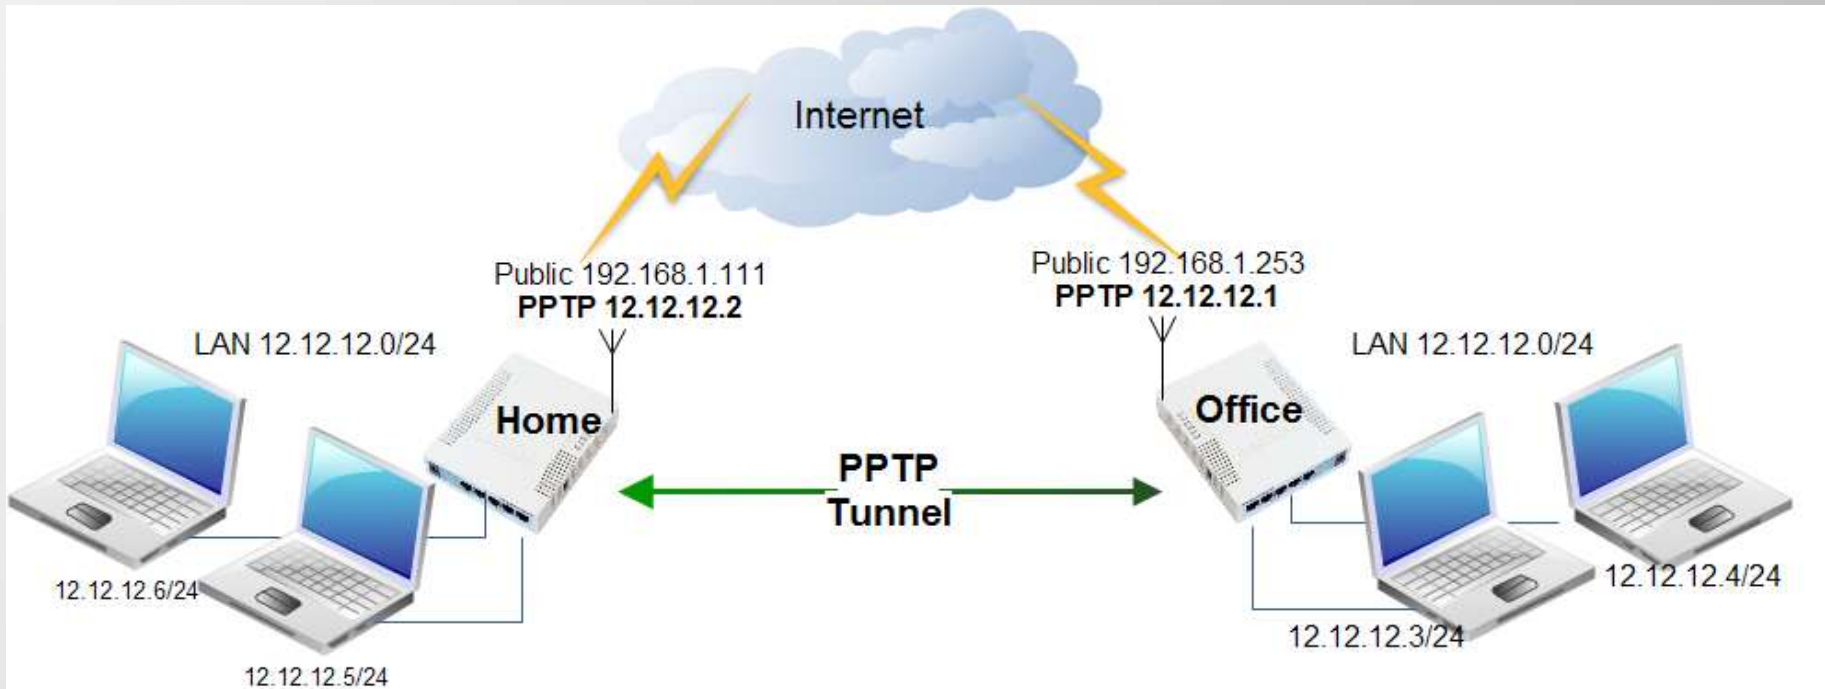 Internet
Public 192.168.1.111
PPTP 12.12.12.2
Public 192.168.1.253
PPTP 12.12.12.1
LAN 12.12.12.0/24
LAN 12.12.12.0/24
Home
Office
PPTP
Tunnel
12.12.12.6/24
12.12.12.5/24
12.12.12.4/24
12.12.12.3/24